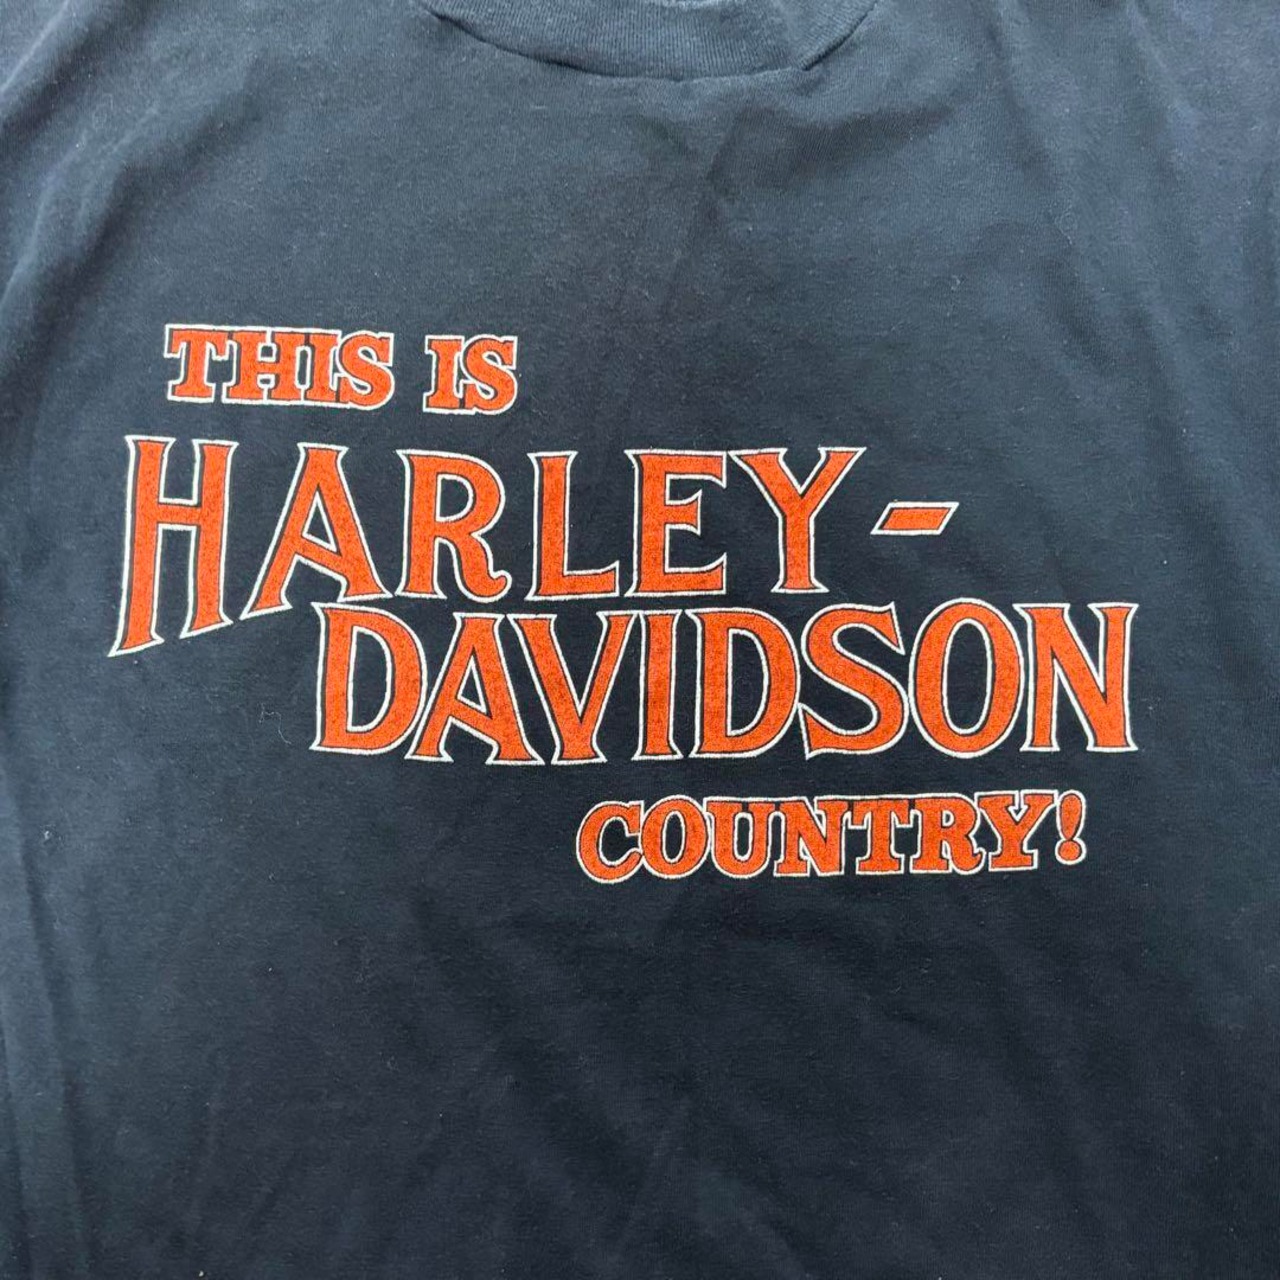 THIS IS
HARLEY-
DAVIDSON
COUNTRY!